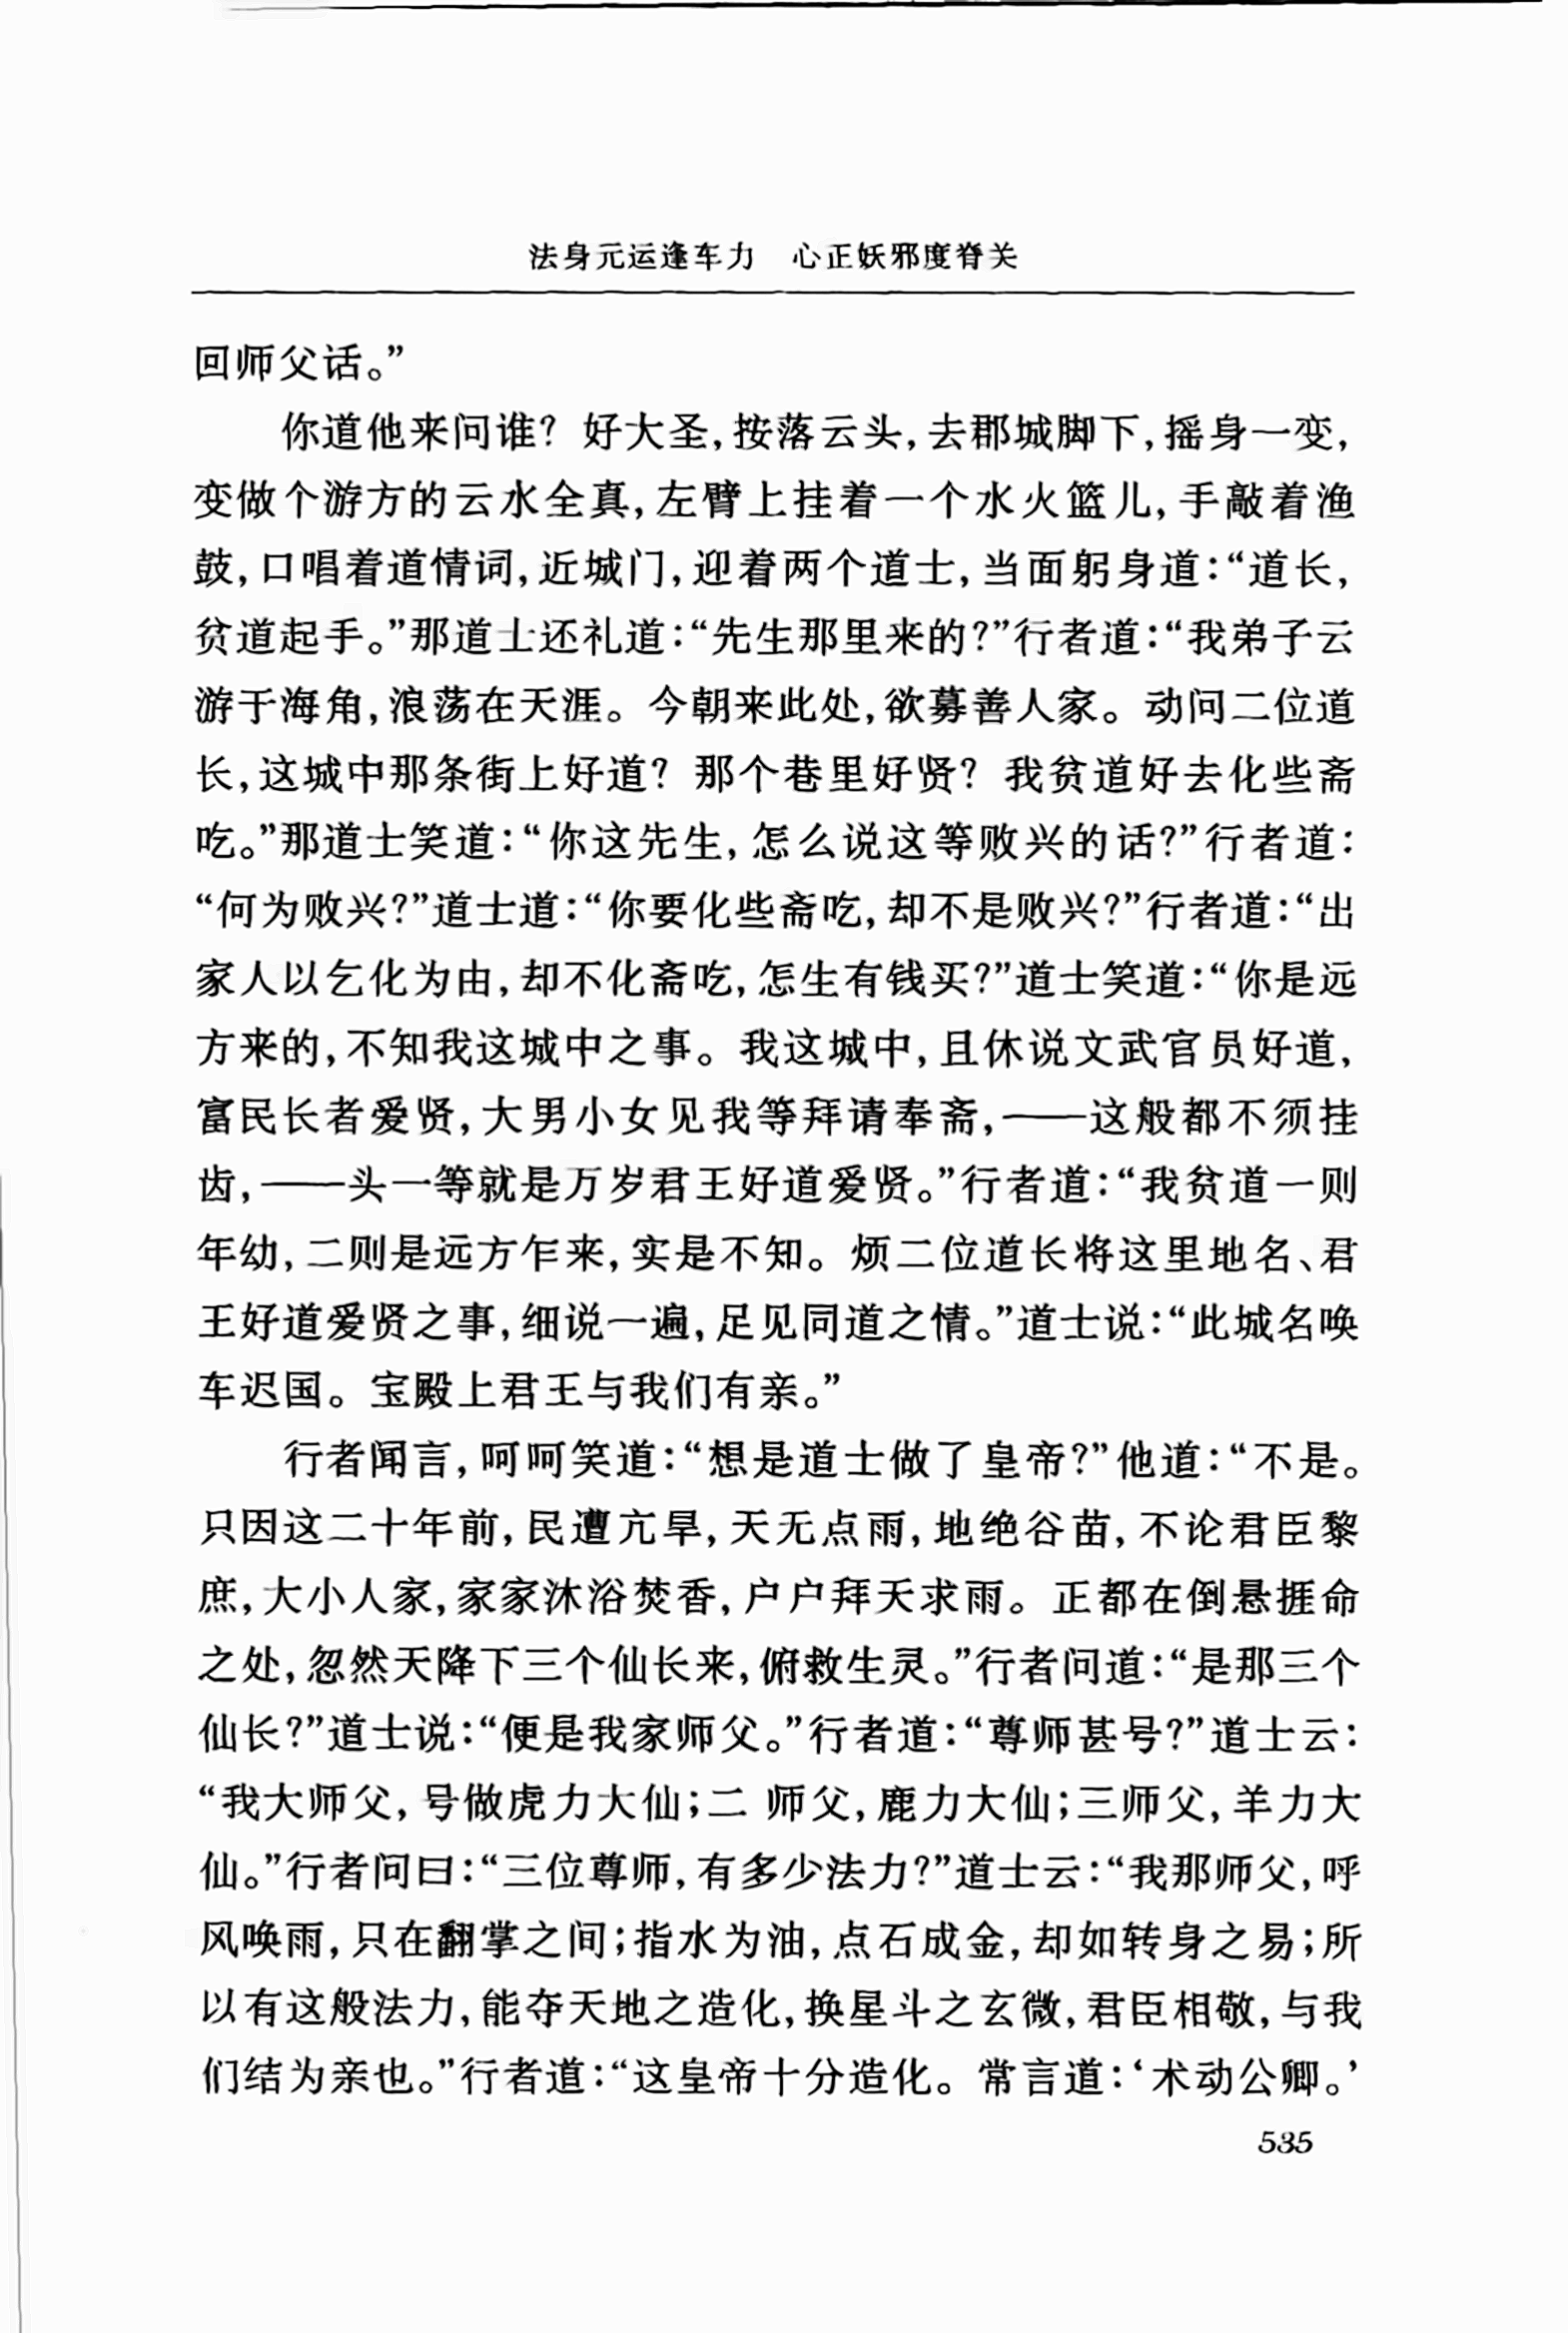 法身元运逢车力　心正妖邪度脊关
回师父话。”
你道他来问谁？好大圣，按落云头，去郡城脚下，摇身一变，
变做个游方的云水全真，左臂上挂着一个水火篮儿，手敲着渔
鼓，口唱着道情词，近城门，迎着两个道士，当面躬身道：“道长，
贫道起手。”那道士还礼道：“先生那里来的？”行者道：“我弟子云
游于海角，浪荡在天涯。今朝来此处，欲募善人家。动问二位道
长，这城中那条街上好道？那个巷里好贤？我贫道好去化些斋
吃。”那道士笑道：“你这先生，怎么说这等败兴的话？”行者道：
“何为败兴？”道士道：“你要化些斋吃，却不是败兴？”行者道：“出
家人以乞化为由，却不化斋吃，怎生有钱买？”道士笑道：“你是远
方来的，不知我这城中之事。我这城中，且休说文武官员好道，
富民长者爱贤，大男小女见我等拜请奉斋，——这般都不须挂
齿，——头一等就是万岁君王好道爱贤。”行者道：“我贫道一则
年幼，二则是远方乍来，实是不知。烦二位道长将这里地名、君
王好道爱贤之事，细说一遍，足见同道之情。”道士说：“此城名唤
车迟国。宝殿上君王与我们有亲。”
行者闻言，呵呵笑道：“想是道士做了皇帝？”他道：“不是。
只因这二十年前，民遭亢旱，天无点雨，地绝谷苗，不论君臣黎
庶，大小人家，家家沐浴焚香，户户拜天求雨。正都在倒悬捱命
之处，忽然天降下三个仙长来，俯救生灵。”行者问道：“是那三个
仙长？”道士说：“便是我家师父。”行者道：“尊师甚号？”道士云：
“我大师父，号做虎力大仙；二 师父，鹿力大仙；三师父，羊力大
仙。”行者问曰：“三位尊师，有多少法力？”道士云：“我那师父，呼
风唤雨，只在翻掌之间；指水为油，点石成金，却如转身之易；所
以有这般法力，能夺天地之造化，换星斗之玄微，君臣相敬，与我
们结为亲也。”行者道：“这皇帝十分造化。常言道：‘术动公卿。’
535